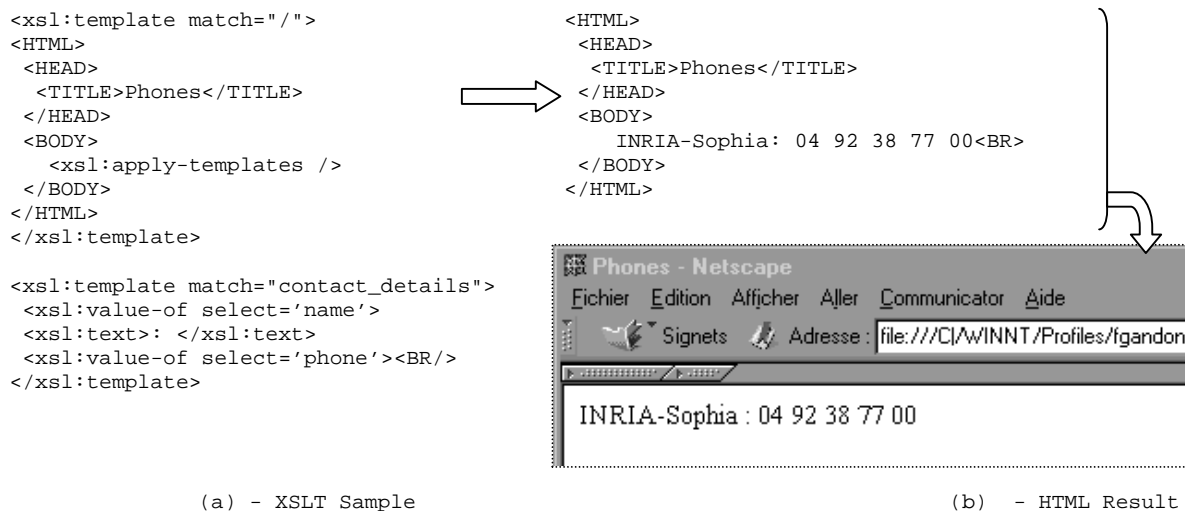 <xsl:template match="/">
<HTML>
<HEAD>
<TITLE>Phones</TITLE>
</HEAD>
<BODY>
<xsl:apply-templates />
</BODY>
</HTML>
</xsl:template>
<xsl:template match="contact_details">
<xsl:value-of select='name'>
<xsl:text>: </xsl:text>
<xsl:value-of select='phone'><BR/>
</xsl:template>
<HTML>
<HEAD>
<TITLE>Phones</TITLE>
</HEAD>
<BODY>
INRIA-Sophia: 04 92 38 77 00<BR>
</BODY>
</HTML>
Phones - Netscape
Fichier Edition Afficher Aller Communicator Aide
Signets Adresse : file:///C|/WINNT/Profiles/fgandon
INRIA-Sophia : 04 92 38 77 00
(a) - XSLT Sample
(b) - HTML Result